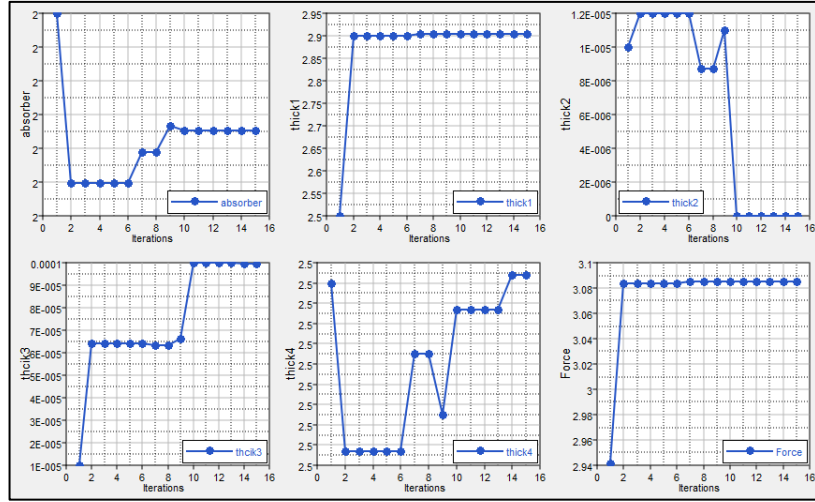 2
2
2
2
2
2
2
absorber
absorber
0 2 4 6 8 10 12 14 16
Iterations
2.95
2.9
2.85
2.8
2.75
2.7
2.65
2.6
2.55
2.5
thick1
thick1
0 2 4 6 8 10 12 14 16
Iterations
1.2E-005
1E-005
8E-006
6E-006
4E-006
2E-006
0
thick2
thick2
0 2 4 6 8 10 12 14 16
Iterations
0.0001
9E-005
8E-005
7E-005
6E-005
5E-005
4E-005
3E-005
2E-005
1E-005
thcik3
thcik3
0 2 4 6 8 10 12 14 16
Iterations
2.5
2.5
2.5
2.5
2.5
2.5
2.5
2.5
2.5
2.5
2.5
thick4
thick4
0 2 4 6 8 10 12 14 16
Iterations
3.1
3.08
3.06
3.04
3.02
3
2.98
2.96
2.94
Force
Force
0 2 4 6 8 10 12 14 16
Iterations